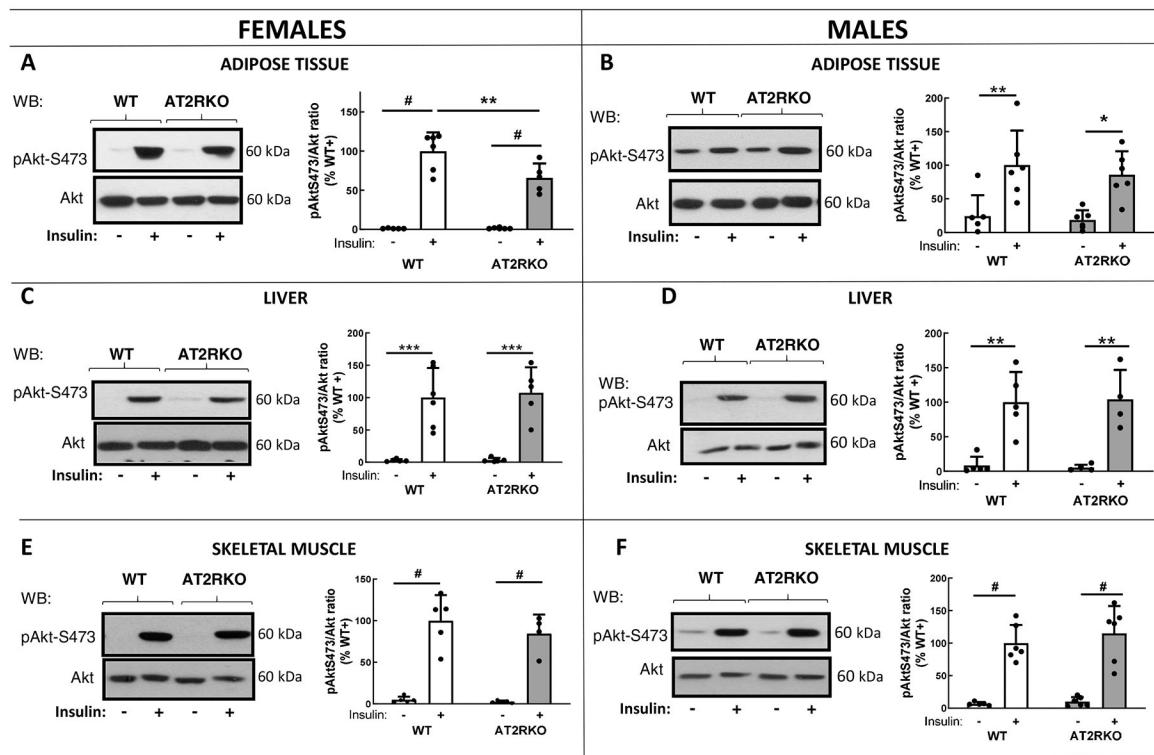 FEMALES
MALES
A
ADIPOSE TISSUE
WB:
WT AT2RKO
pAkt-S473
60 kDa
Akt
60 kDa
Insulin: - + - +
pAktS473/Akt ratio
(% WT+)
150
100
50
0
# **
#
Insulin: - + - +
WT AT2RKO
B
ADIPOSE TISSUE
WB:
WT AT2RKO
pAkt-S473
60 kDa
Akt
60 kDa
Insulin: - + - +
pAktS473/Akt ratio
(% WT+)
200
150
100
50
0
** *
Insulin: - + - +
WT AT2RKO
C
LIVER
WB:
WT AT2RKO
pAkt-S473
60 kDa
Akt
60 kDa
Insulin: - + - +
pAktS473/Akt ratio
(% WT +)
200
150
100
50
0
*** ***
Insulin: - + - +
WT AT2RKO
D
LIVER
WT AT2RKO
WB:
pAkt-S473
60 kDa
Akt
60 kDa
Insulin: - + - +
pAktS473/Akt ratio
(% WT +)
200
150
100
50
0
** **
Insulin: - + - +
WT AT2RKO
E
SKELETAL MUSCLE
WT AT2RKO
WB:
pAkt-S473
60 kDa
Akt
60 kDa
Insulin: - + - +
pAktS473/Akt ratio
(% WT+)
150
100
50
0
# #
Insulin: - + - +
WT AT2RKO
F
SKELETAL MUSCLE
WT AT2RKO
WB:
pAkt-S473
60 kDa
Akt
60 kDa
Insulin: - + - +
pAktS473/Akt ratio
(% WT+)
200
150
100
50
0
# #
Insulin: - + - +
WT AT2RKO